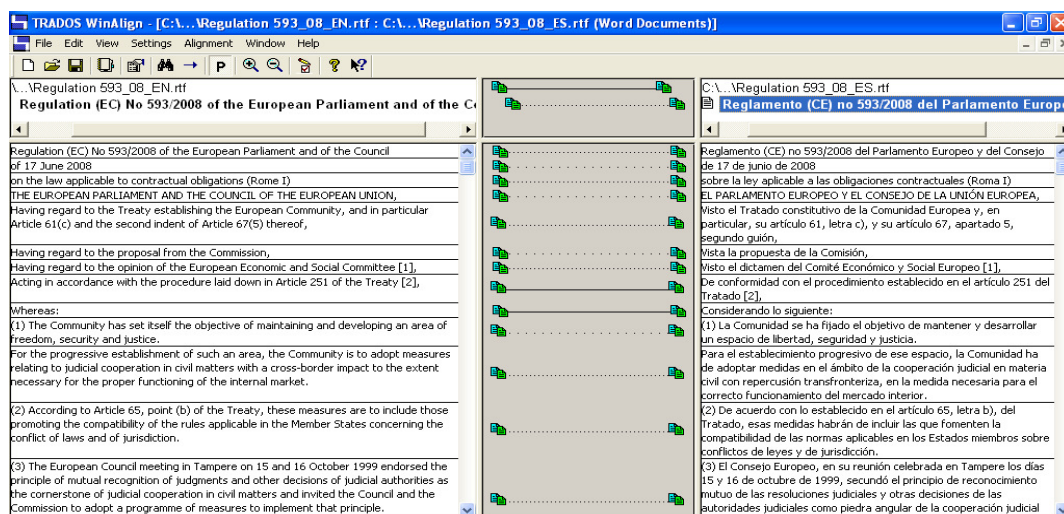 TRADOS WinAlign - [C:\...\Regulation 593_08_EN.rtf : C:\...\Regulation 593_08_ES.rtf (Word Documents)]
File Edit View Settings Alignment Window Help
P
\...\Regulation 593_08_EN.rtf
Regulation (EC) No 593/2008 of the European Parliament and of the Co
C:\...\Regulation 593_08_ES.rtf
Reglamento (CE) no 593/2008 del Parlamento Europe
Regulation (EC) No 593/2008 of the European Parliament and of the Council
of 17 June 2008
on the law applicable to contractual obligations (Rome I)
THE EUROPEAN PARLIAMENT AND THE COUNCIL OF THE EUROPEAN UNION,
Having regard to the Treaty establishing the European Community, and in particular
Article 61(c) and the second indent of Article 67(5) thereof,
Having regard to the proposal from the Commission,
Having regard to the opinion of the European Economic and Social Committee [1],
Acting in accordance with the procedure laid down in Article 251 of the Treaty [2],
Whereas:
(1) The Community has set itself the objective of maintaining and developing an area of
freedom, security and justice.
For the progressive establishment of such an area, the Community is to adopt measures
relating to judicial cooperation in civil matters with a cross-border impact to the extent
necessary for the proper functioning of the internal market.
(2) According to Article 65, point (b) of the Treaty, these measures are to include those
promoting the compatibility of the rules applicable in the Member States concerning the
conflict of laws and of jurisdiction.
(3) The European Council meeting in Tampere on 15 and 16 October 1999 endorsed the
principle of mutual recognition of judgments and other decisions of judicial authorities as
the cornerstone of judicial cooperation in civil matters and invited the Council and the
Commission to adopt a programme of measures to implement that principle.
Reglamento (CE) no 593/2008 del Parlamento Europeo y del Consejo
de 17 de junio de 2008
sobre la ley aplicable a las obligaciones contractuales (Roma I)
EL PARLAMENTO EUROPEO Y EL CONSEJO DE LA UNIÓN EUROPEA,
Visto el Tratado constitutivo de la Comunidad Europea y, en
particular, su artículo 61, letra c), y su artículo 67, apartado 5,
segundo guión,
Vista la propuesta de la Comisión,
Visto el dictamen del Comité Económico y Social Europeo [1],
De conformidad con el procedimiento establecido en el artículo 251 del
Tratado [2],
Considerando lo siguiente:
(1) La Comunidad se ha fijado el objetivo de mantener y desarrollar
un espacio de libertad, seguridad y justicia.
Para el establecimiento progresivo de ese espacio, la Comunidad ha
de adoptar medidas en el ámbito de la cooperación judicial en materia
civil con repercusión transfronteriza, en la medida necesaria para el
correcto funcionamiento del mercado interior.
(2) De acuerdo con lo establecido en el artículo 65, letra b), del
Tratado, esas medidas habrán de incluir las que fomenten la
compatibilidad de las normas aplicables en los Estados miembros sobre
conflictos de leyes y de jurisdicción.
(3) El Consejo Europeo, en su reunión celebrada en Tampere los días
15 y 16 de octubre de 1999, secundó el principio de reconocimiento
mutuo de las resoluciones judiciales y otras decisiones de las
autoridades judiciales como piedra angular de la cooperación judicial